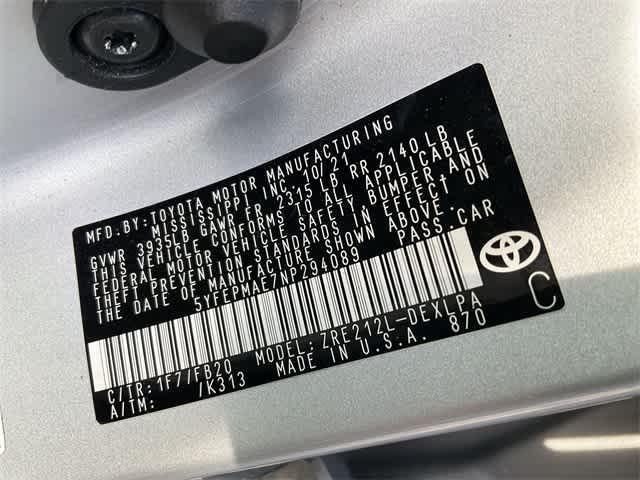 MFD.BY:TOYOTA MOTOR MANUFACTURING
MISSISSIPPI INC. 10/21
GVWR 3935LB GAWR FR 2315 LB RR 2140 LB
THIS VEHICLE CONFORMS TO ALL APPLICABLE
FEDERAL MOTOR VEHICLE SAFETY, BUMPER, AND
THEFT PREVENTION STANDARDS IN EFFECT ON
THE DATE OF MANUFACTURE SHOWN ABOVE.
5YFEPMAE7NP294089 PASS.CAR
C/TR: 1F7/FB20 MODEL: ZRE212L-DEXLPA C
A/TM: /K313 MADE IN U.S.A. 870